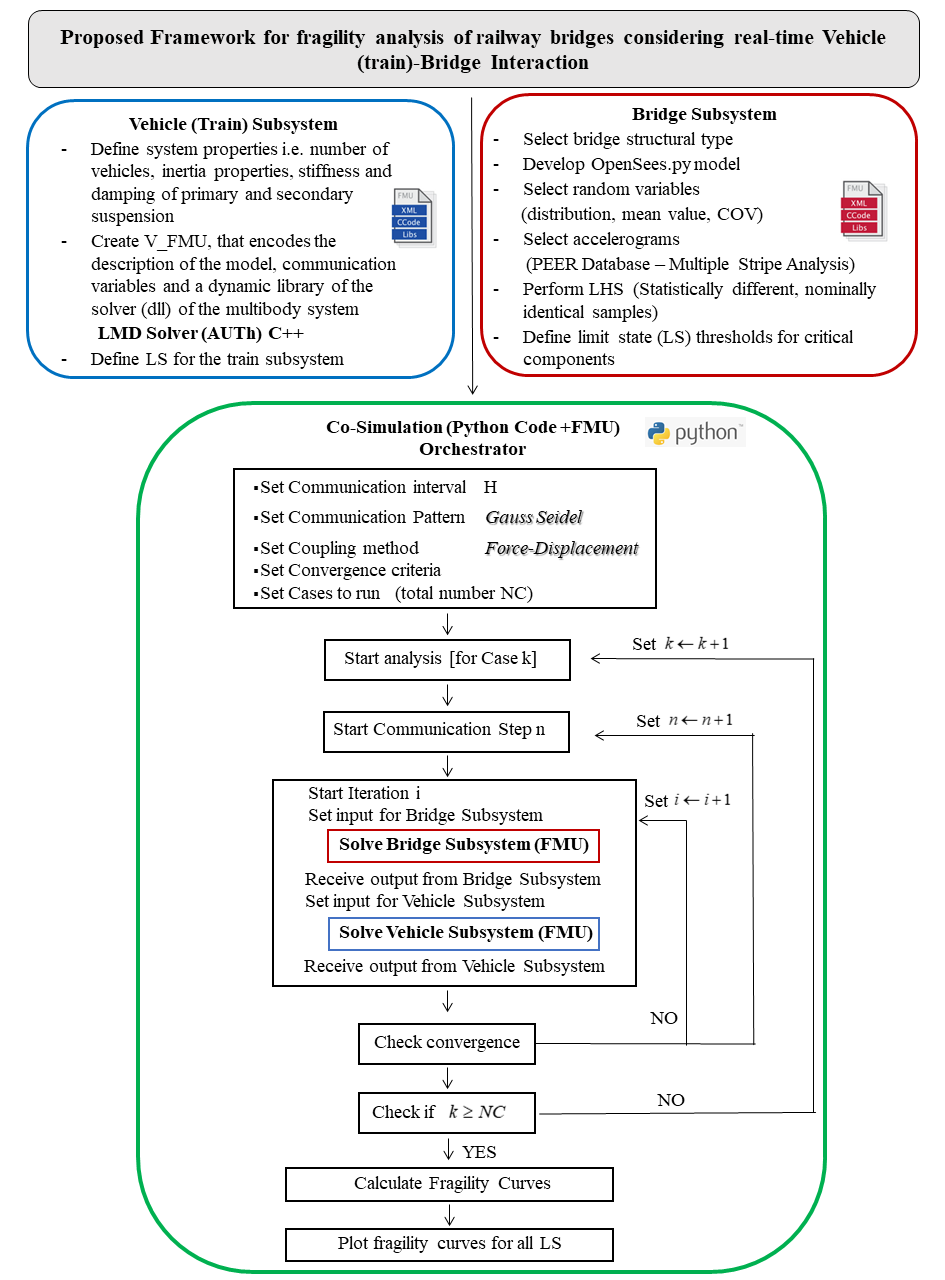 Proposed Framework for fragility analysis of railway bridges considering real-time Vehicle
(train)-Bridge Interaction
Vehicle (Train) Subsystem
- Define system properties i.e. number of
vehicles, inertia properties, stiffness and
damping of primary and secondary
suspension
- Create V_FMU, that encodes the
description of the model, communication
variables and a dynamic library of the
solver (dll) of the multibody system
LMD Solver (AUTh) C++
- Define LS for the train subsystem
FMU
XML
CCode
Libs
Bridge Subsystem
- Select bridge structural type
- Develop OpenSees.py model
- Select random variables
(distribution, mean value, COV)
- Select accelerograms
(PEER Database – Multiple Stripe Analysis)
- Perform LHS (Statistically different, nominally
identical samples)
- Define limit state (LS) thresholds for critical
components
FMU
XML
CCode
Libs
Co-Simulation (Python Code +FMU)
Orchestrator
python™
▪Set Communication interval H
▪Set Communication Pattern Gauss Seidel
▪Set Coupling method Force-Displacement
▪Set Convergence criteria
▪Set Cases to run (total number NC)
Start analysis [for Case k]
Set k ← k+1
Start Communication Step n
Set n ← n+1
Start Iteration i
Set i ← i+1
Set input for Bridge Subsystem
Solve Bridge Subsystem (FMU)
Receive output from Bridge Subsystem
Set input for Vehicle Subsystem
Solve Vehicle Subsystem (FMU)
Receive output from Vehicle Subsystem
NO
Check convergence
Check if k ≥ NC
NO
YES
Calculate Fragility Curves
Plot fragility curves for all LS